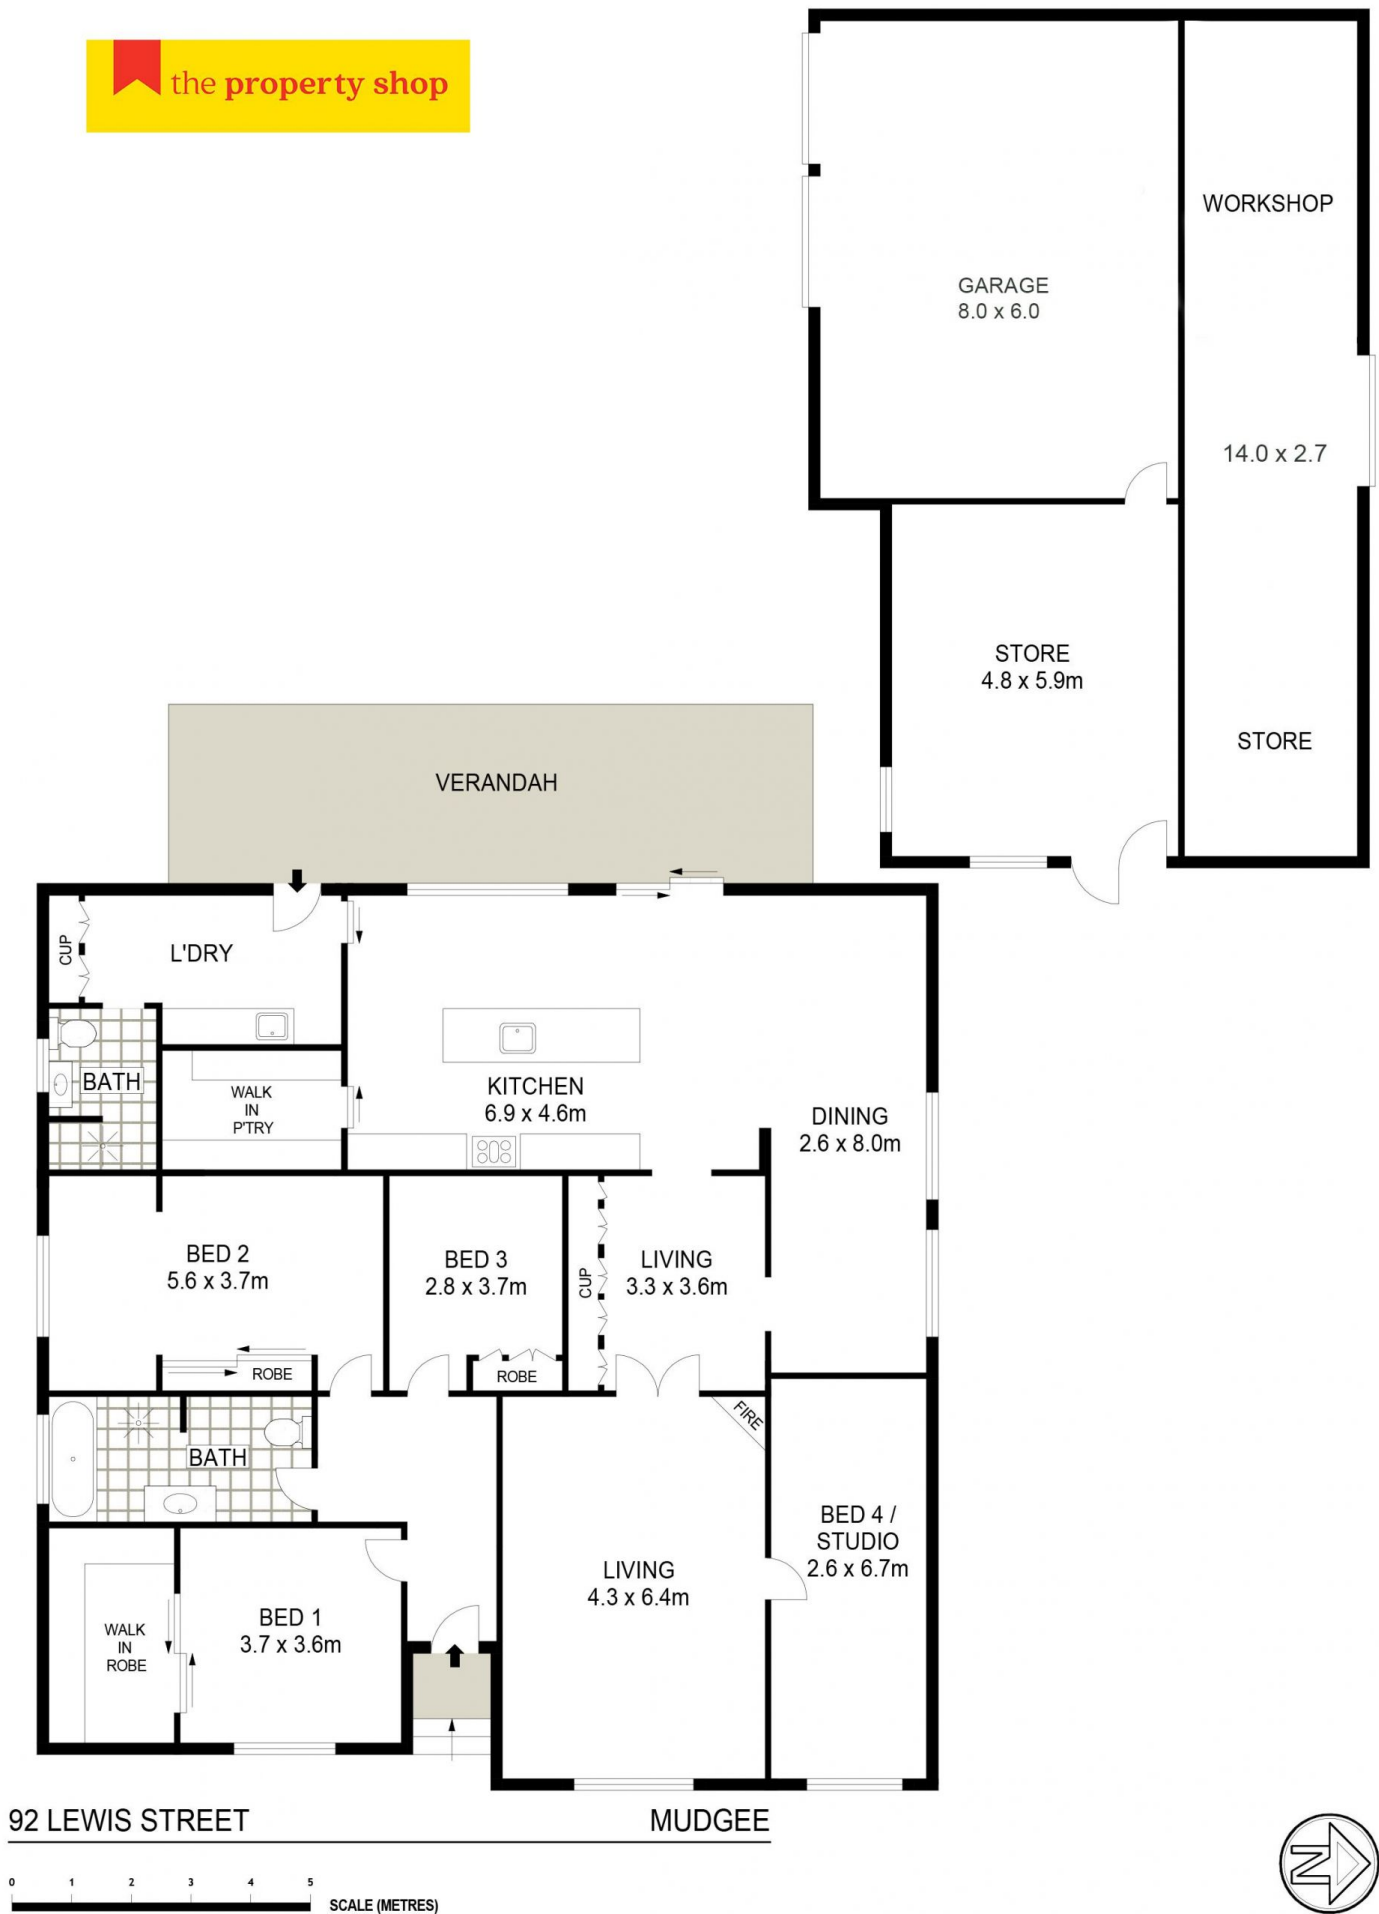 the property shop
WORKSHOP
GARAGE
8.0 x 6.0
14.0 x 2.7
STORE
4.8 x 5.9m
STORE
VERANDAH
CUP
L'DRY
BATH
WALK
IN
P'TRY
KITCHEN
6.9 x 4.6m
DINING
2.6 x 8.0m
BED 2
5.6 x 3.7m
ROBE
BED 3
2.8 x 3.7m
ROBE
CUP
LIVING
3.3 x 3.6m
FIRE
BATH
BED 4 /
STUDIO
2.6 x 6.7m
LIVING
4.3 x 6.4m
WALK
IN
ROBE
BED 1
3.7 x 3.6m
92 LEWIS STREET MUDGEE
0 1 2 3 4 5
SCALE (METRES)
N